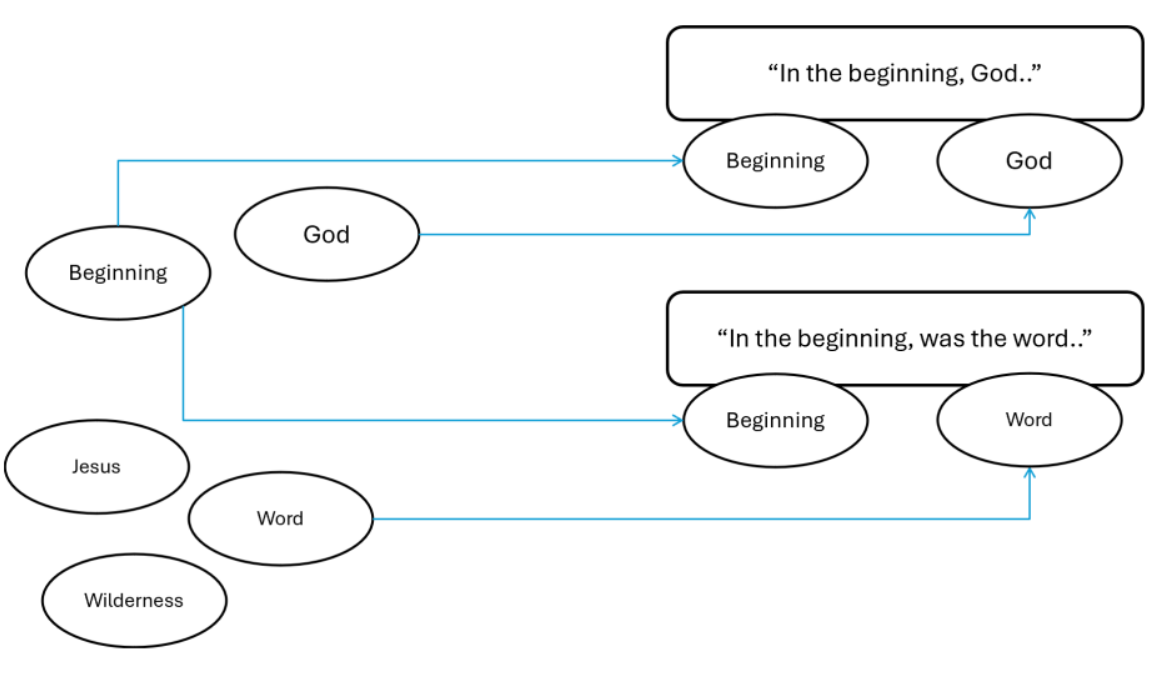 “In the beginning, God..”
Beginning
God
God
Beginning
“In the beginning, was the word..”
Beginning
Word
Jesus
Word
Wilderness